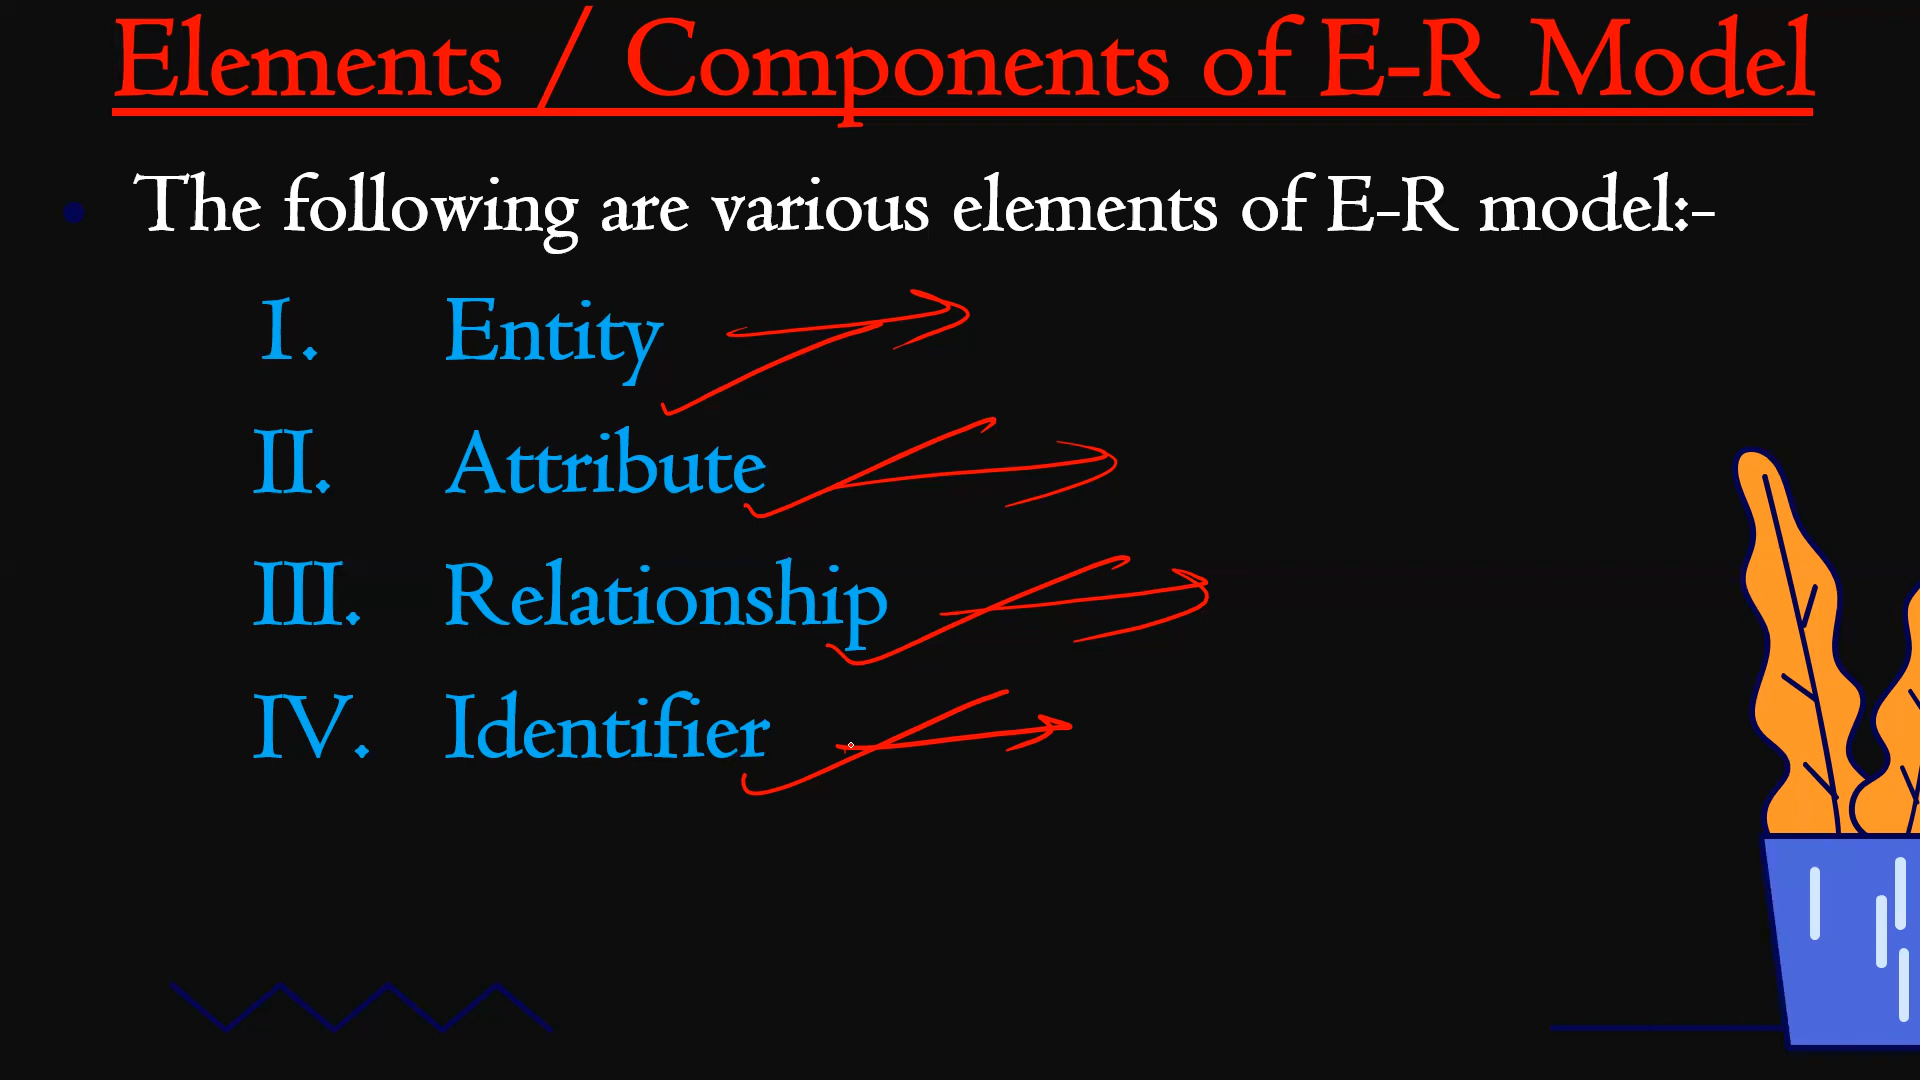 Elements / Components of E-R Model
The following are various elements of E-R model:-
I. Entity
II. Attribute
III. Relationship
IV. Identifier